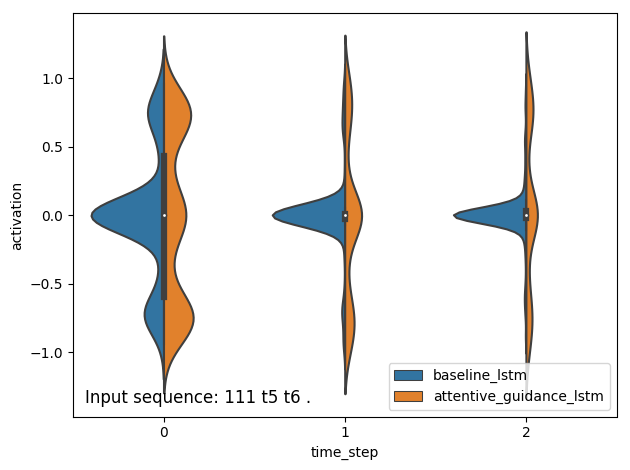 1.0
0.5
0.0
−0.5
−1.0
activation
Input sequence: 111 t5 t6 .
baseline_lstm
attentive_guidance_lstm
0 1 2
time_step